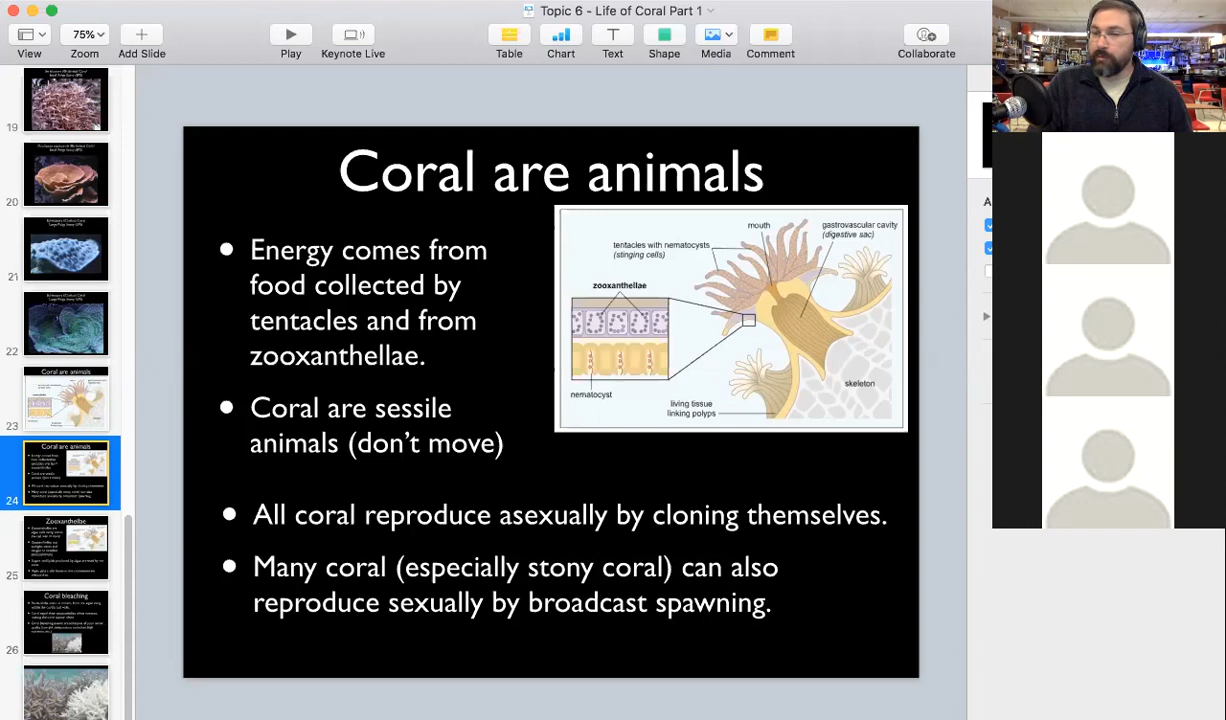 Topic 6 - Life of Coral Part 1
75%
View
Zoom
Add Slide
Play
Keynote Live
Table
Chart
Text
Shape
Media
Comment
Collaborate
19
20
21
22
Coral are animals
23
Coral are animals
24
Zooxanthellae
25
Coral bleaching
26
Coral are animals
• Energy comes from
food collected by
tentacles and from
zooxanthellae.
• Coral are sessile
animals (don't move)
• All coral reproduce asexually by cloning themselves.
• Many coral (especially stony coral) can also
reproduce sexually by broadcast spawning.
mouth
gastrovascular cavity
(digestive sac)
tentacles with nematocysts
(stinging cells)
zooxanthellae
nematocyst
living tissue
linking polyps
skeleton
A